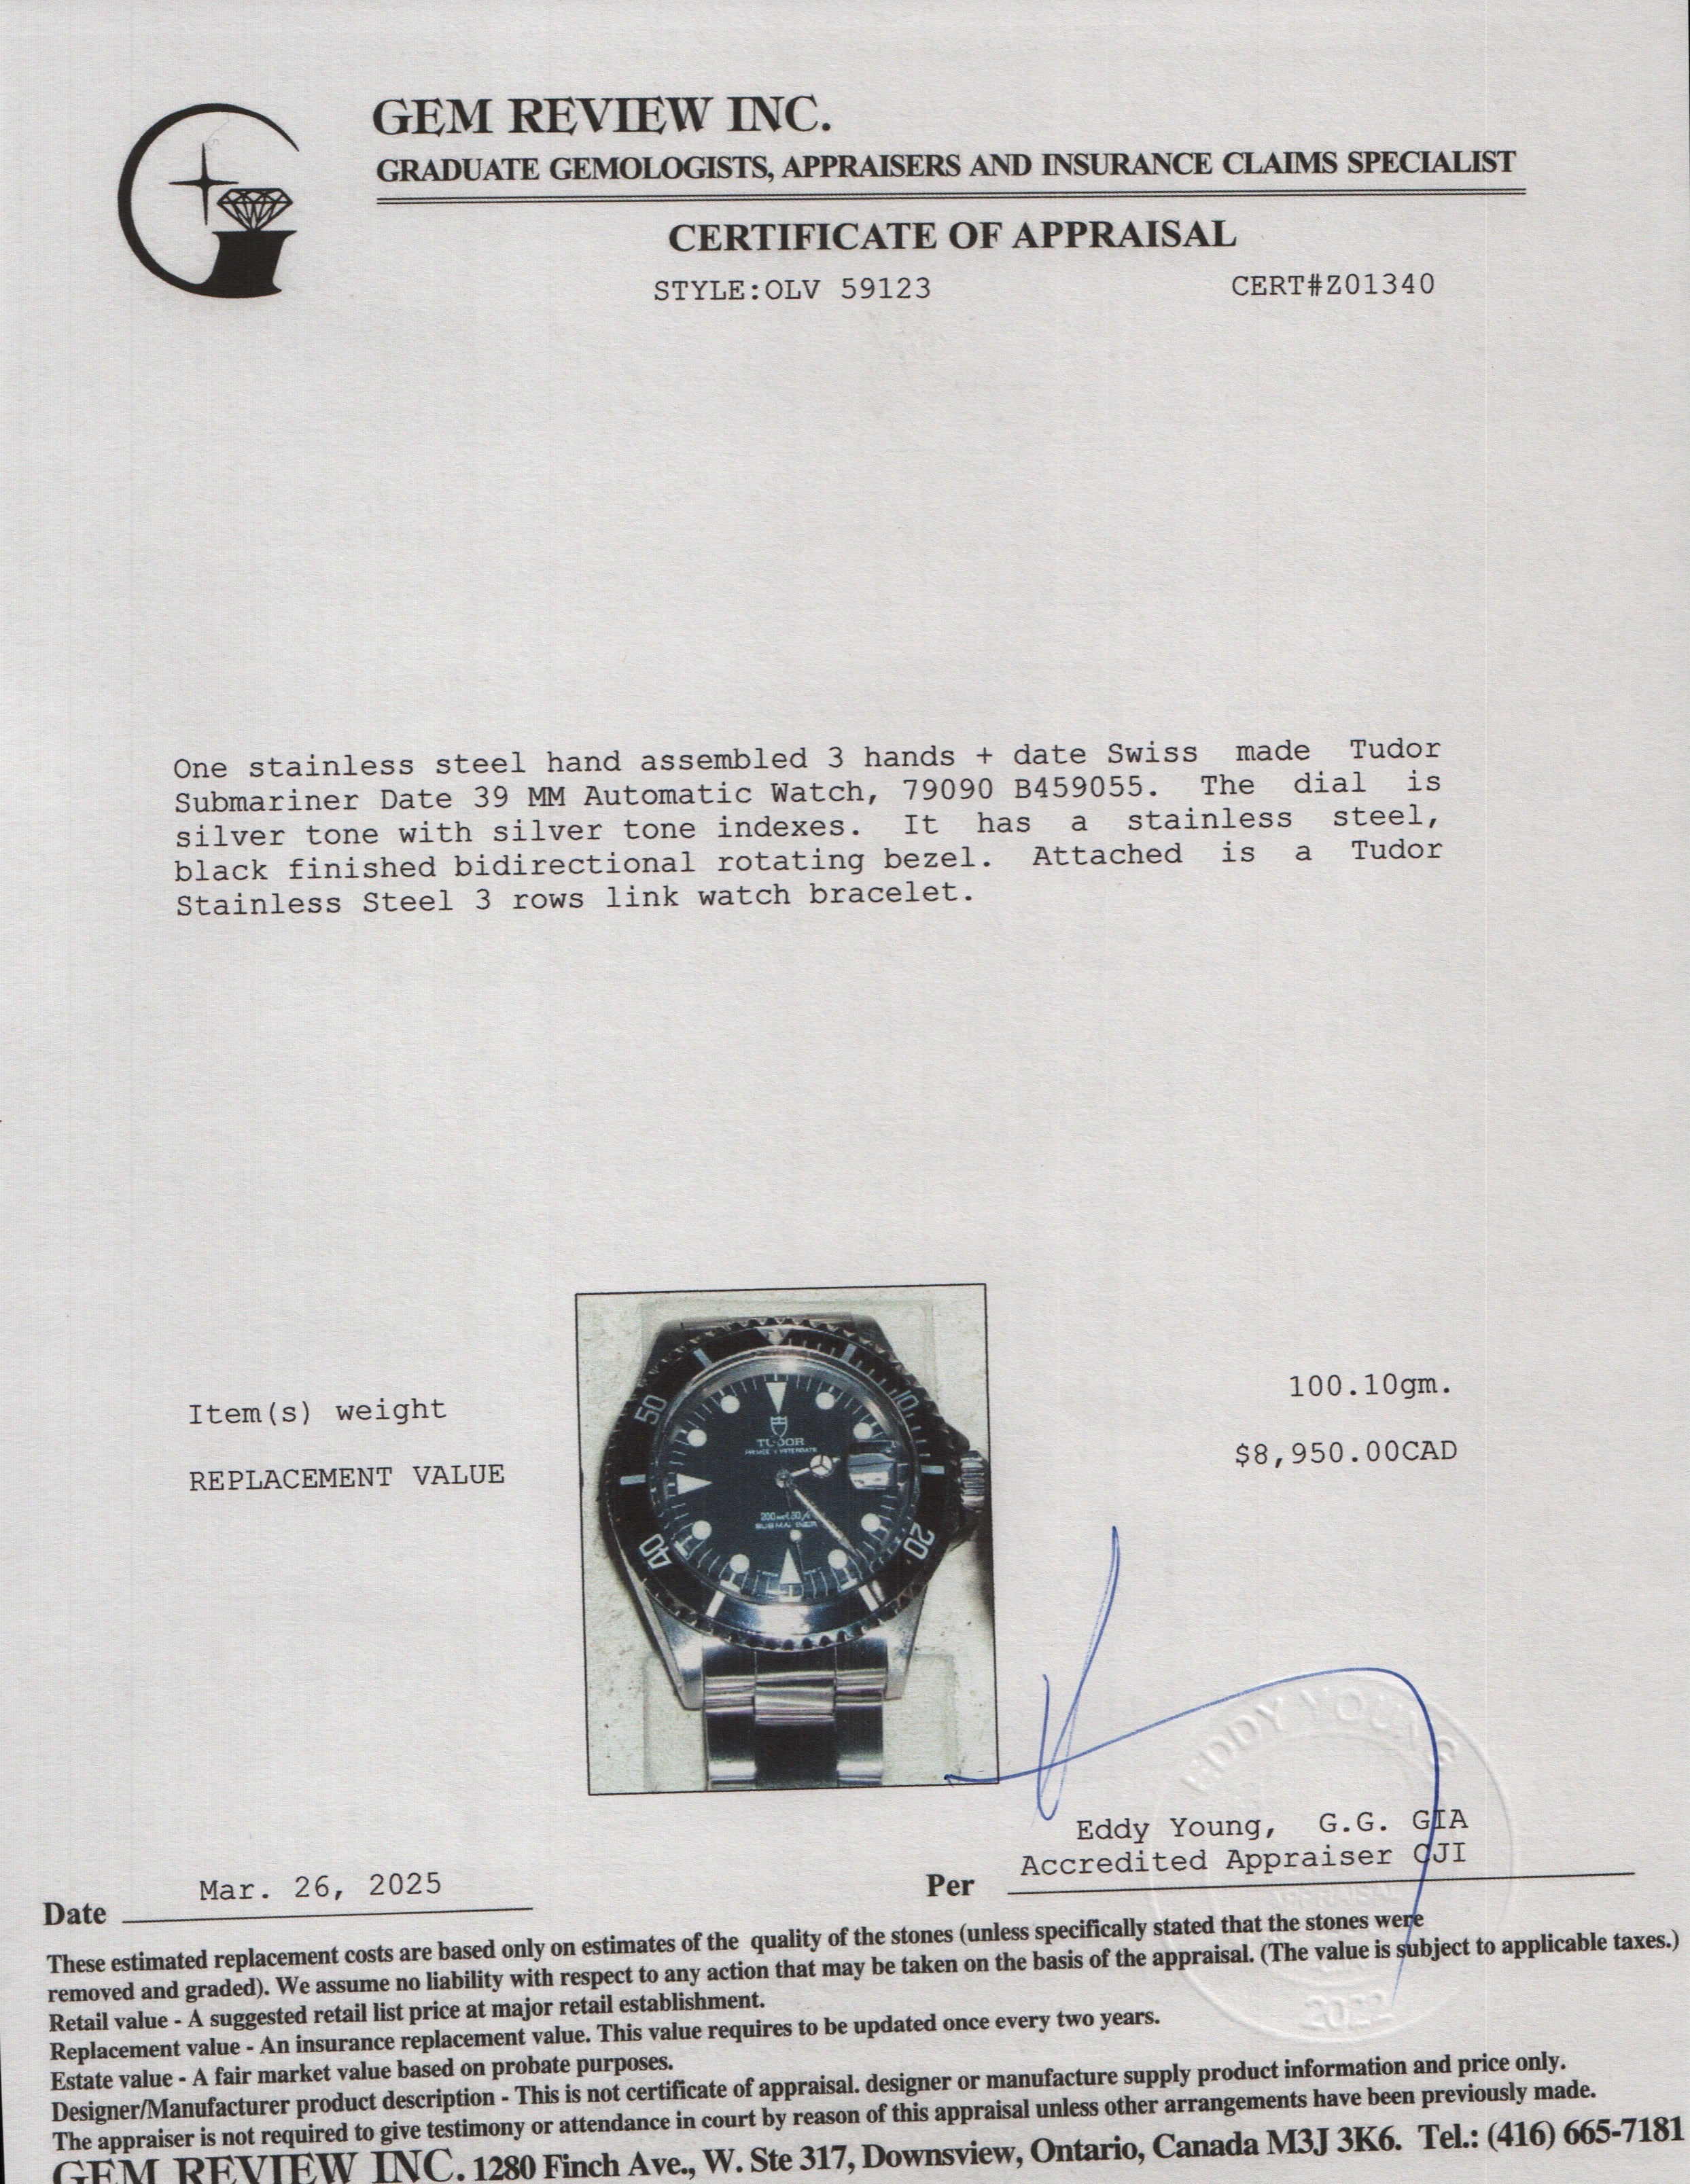 GEM REVIEW INC.
GRADUATE GEMOLOGISTS, APPRAISERS AND INSURANCE CLAIMS SPECIALIST
CERTIFICATE OF APPRAISAL
STYLE:OLV 59123 CERT#Z01340
One stainless steel hand assembled 3 hands + date Swiss made Tudor
Submariner Date 39 MM Automatic Watch, 79090 B459055. The dial is
silver tone with silver tone indexes. It has a stainless steel,
black finished bidirectional rotating bezel. Attached is a Tudor
Stainless Steel 3 rows link watch bracelet.
50
10
TUDOR
200
SUBMARINER
40
20
Item(s) weight 100.10gm.
REPLACEMENT VALUE $8,950.00CAD
EDDY YOUNG
Eddy Young, G.G. GIA
Accredited Appraiser CJI
Date Mar. 26, 2025 Per
APPRAISAL
2022
These estimated replacement costs are based only on estimates of the quality of the stones (unless specifically stated that the stones were
removed and graded). We assume no liability with respect to any action that may be taken on the basis of the appraisal. (The value is subject to applicable taxes.)
Retail value - A suggested retail list price at major retail establishment.
Replacement value - An insurance replacement value. This value requires to be updated once every two years.
Estate value - A fair market value based on probate purposes.
Designer/Manufacturer product description - This is not certificate of appraisal. designer or manufacture supply product information and price only.
The appraiser is not required to give testimony or attendance in court by reason of this appraisal unless other arrangements have been previously made.
GEM REVIEW INC. 1280 Finch Ave., W. Ste 317, Downsview, Ontario, Canada M3J 3K6. Tel.: (416) 665-7181